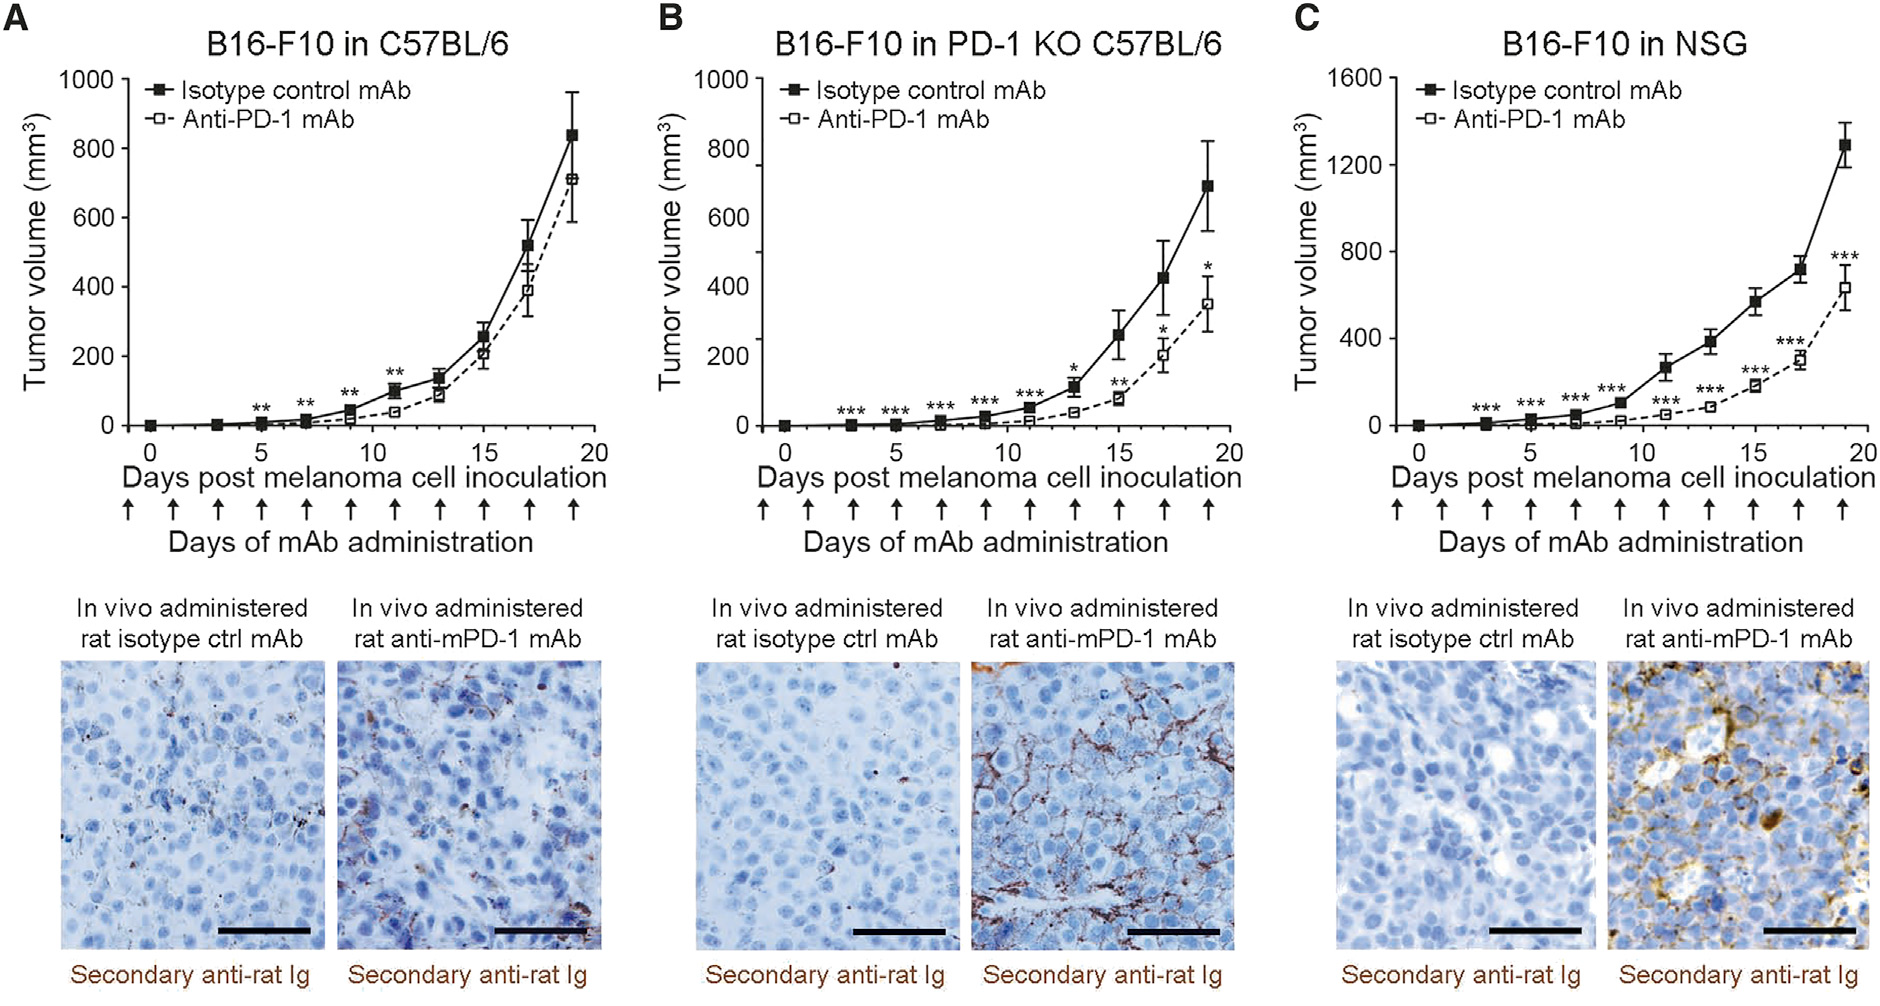 A
B16-F10 in C57BL/6
1000
800
600
400
200
0
Tumor volume (mm³)
Isotype control mAb
Anti-PD-1 mAb
** ** ** **
0 5 10 15 20
Days post melanoma cell inoculation
Days of mAb administration
In vivo administered
rat isotype ctrl mAb
In vivo administered
rat anti-mPD-1 mAb
Secondary anti-rat Ig
Secondary anti-rat Ig
B
B16-F10 in PD-1 KO C57BL/6
1000
800
600
400
200
0
Tumor volume (mm³)
Isotype control mAb
Anti-PD-1 mAb
*** *** *** *** *** * ** * *
0 5 10 15 20
Days post melanoma cell inoculation
Days of mAb administration
In vivo administered
rat isotype ctrl mAb
In vivo administered
rat anti-mPD-1 mAb
Secondary anti-rat Ig
Secondary anti-rat Ig
C
B16-F10 in NSG
1600
1200
800
400
0
Tumor volume (mm³)
Isotype control mAb
Anti-PD-1 mAb
*** *** *** *** *** *** *** *** ***
0 5 10 15 20
Days post melanoma cell inoculation
Days of mAb administration
In vivo administered
rat isotype ctrl mAb
In vivo administered
rat anti-mPD-1 mAb
Secondary anti-rat Ig
Secondary anti-rat Ig